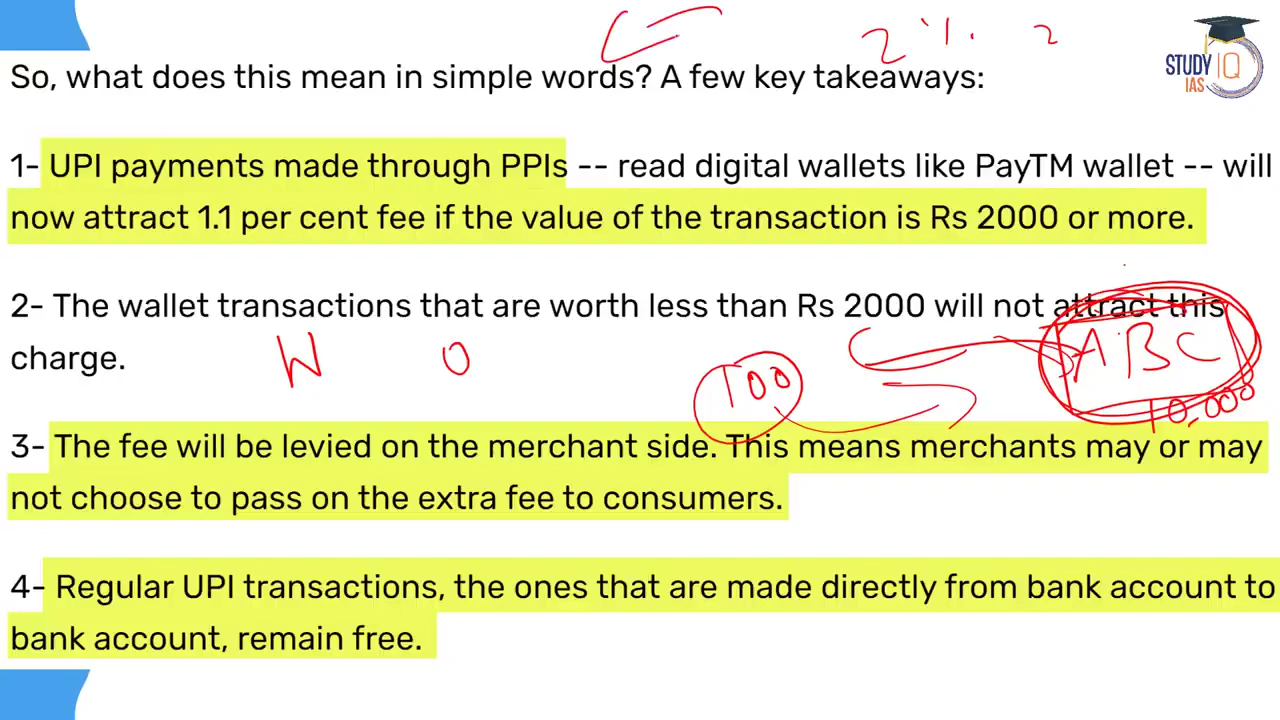 2%. 2
STUDY IQ
IAS
So, what does this mean in simple words? A few key takeaways:
1- UPI payments made through PPIs -- read digital wallets like PayTM wallet -- will
now attract 1.1 per cent fee if the value of the transaction is Rs 2000 or more.
2- The wallet transactions that are worth less than Rs 2000 will not attract this
charge.
W O
100
ABC
10,000
3- The fee will be levied on the merchant side. This means merchants may or may
not choose to pass on the extra fee to consumers.
4- Regular UPI transactions, the ones that are made directly from bank account to
bank account, remain free.